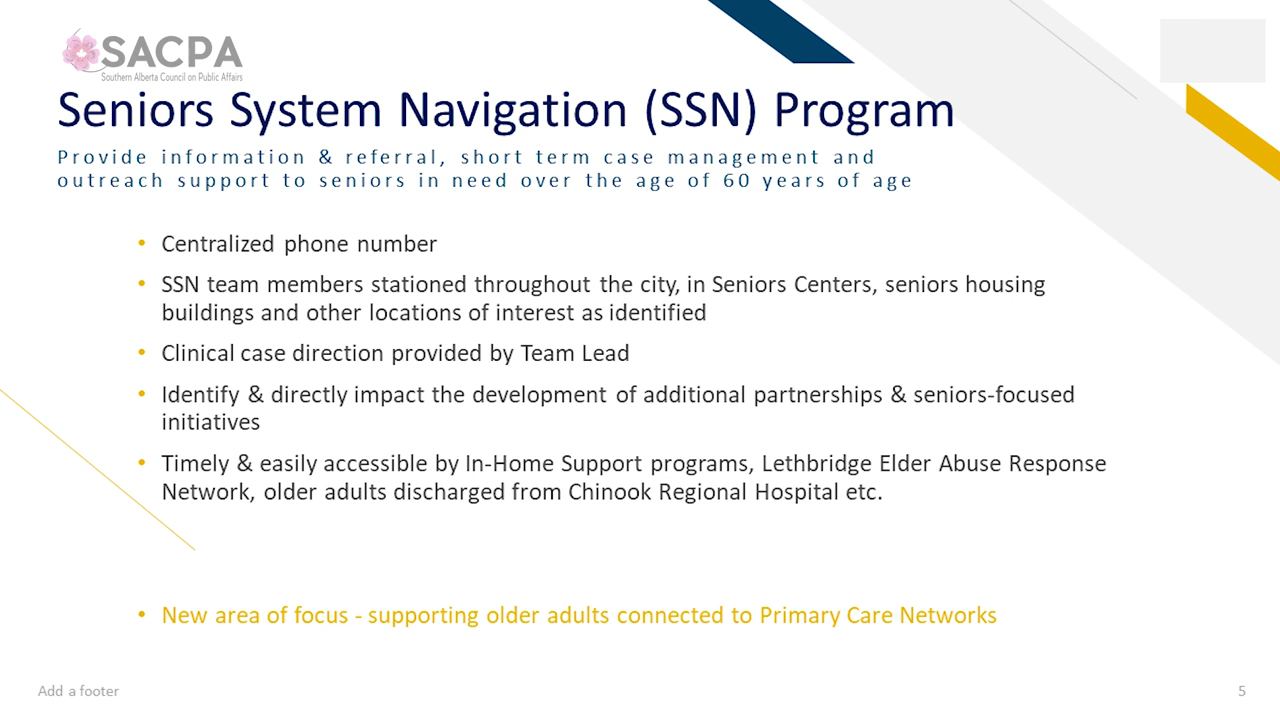 SACPA
Southern Alberta Council on Public Affairs
Seniors System Navigation (SSN) Program
Provide information & referral, short term case management and
outreach support to seniors in need over the age of 60 years of age
• Centralized phone number
• SSN team members stationed throughout the city, in Seniors Centers, seniors housing
buildings and other locations of interest as identified
• Clinical case direction provided by Team Lead
• Identify & directly impact the development of additional partnerships & seniors-focused
initiatives
• Timely & easily accessible by In-Home Support programs, Lethbridge Elder Abuse Response
Network, older adults discharged from Chinook Regional Hospital etc.
• New area of focus - supporting older adults connected to Primary Care Networks
Add a footer
5